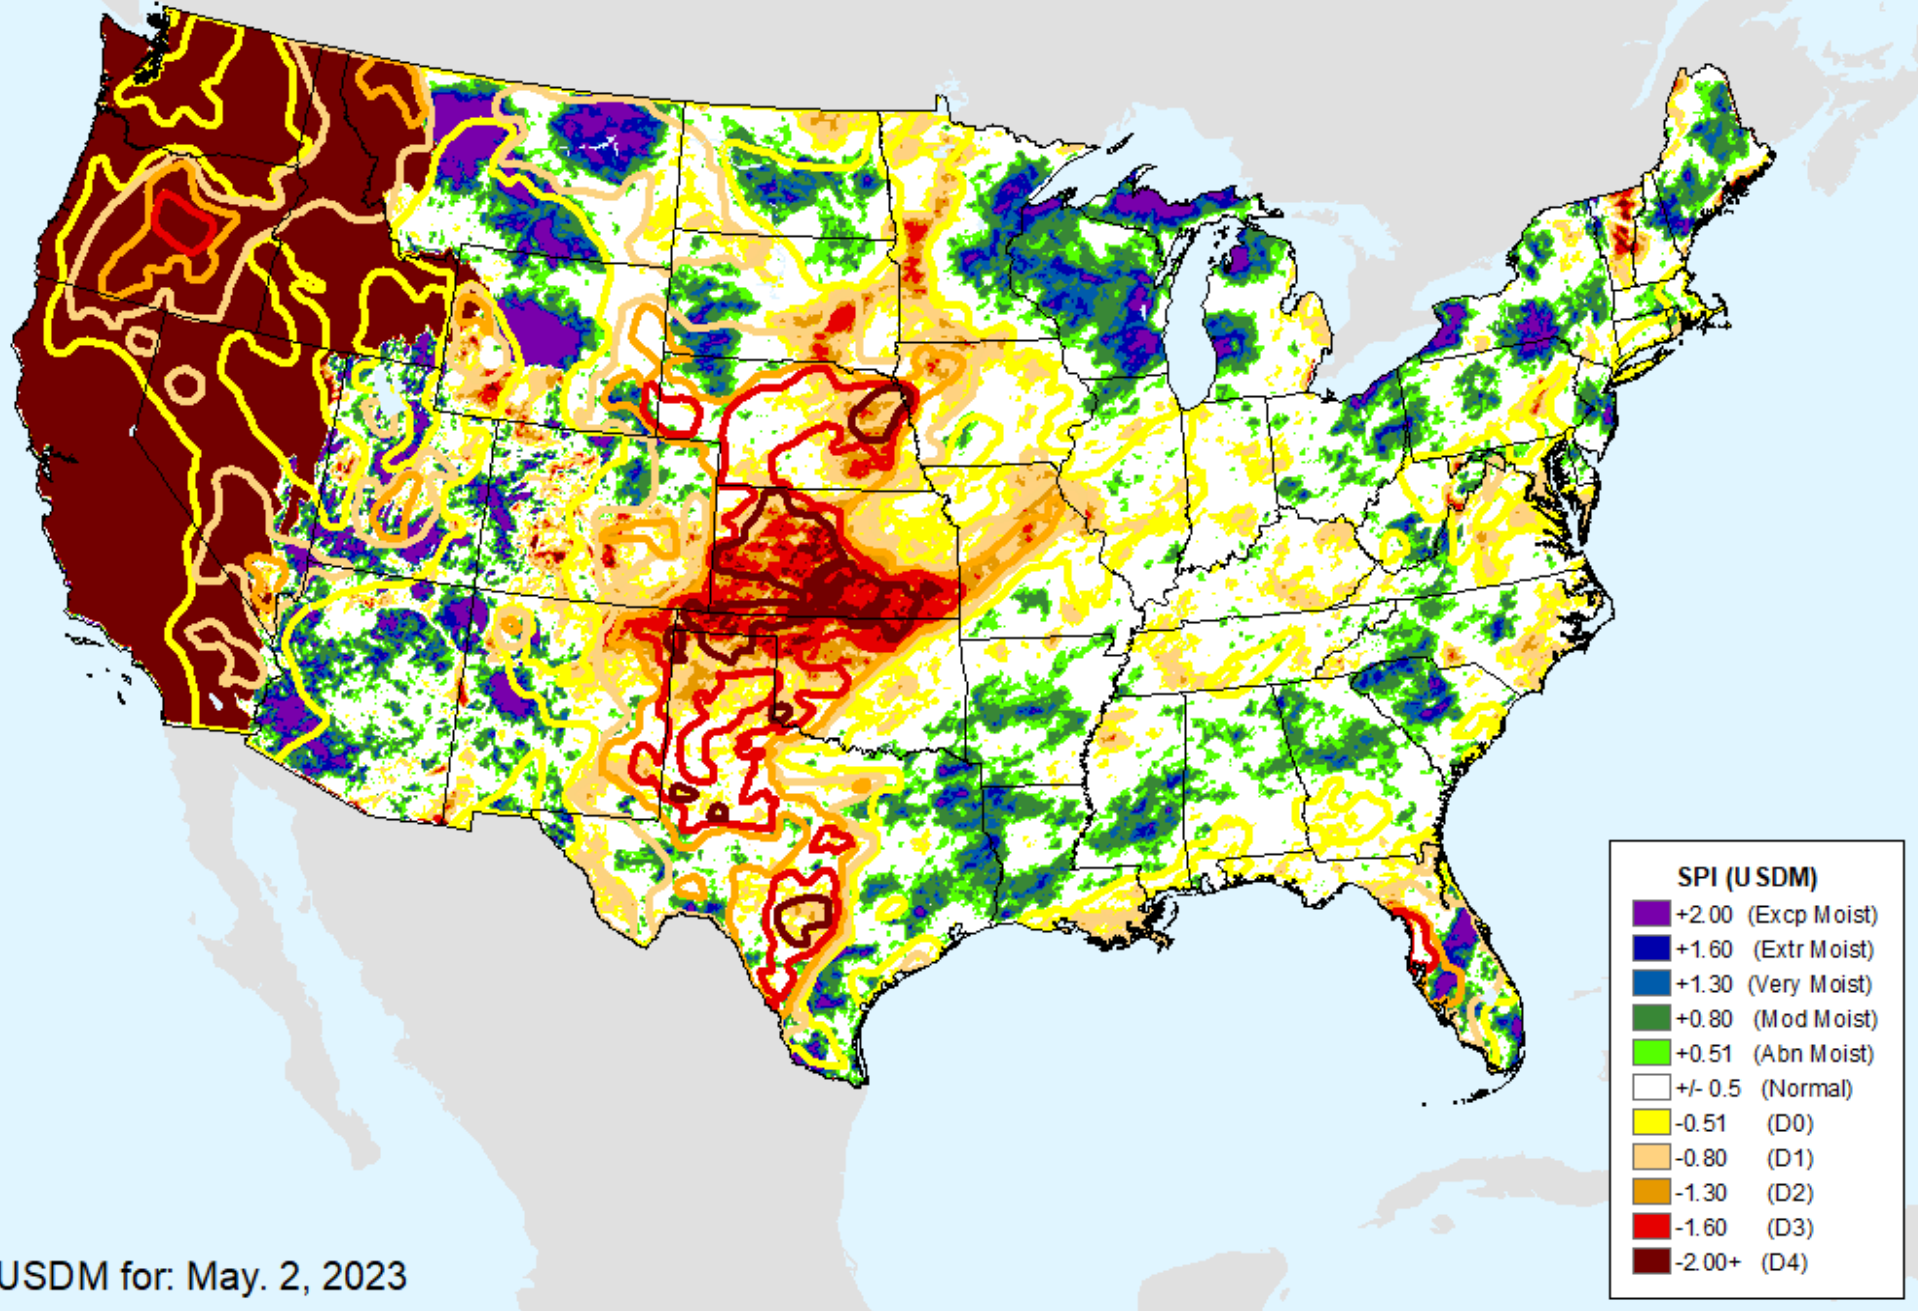 SPI (USDM)
+2.00 (Excp Moist)
+1.60 (Extr Moist)
+1.30 (Very Moist)
+0.80 (Mod Moist)
+0.51 (Abn Moist)
+/- 0.5 (Normal)
-0.51 (D0)
-0.80 (D1)
-1.30 (D2)
-1.60 (D3)
-2.00+ (D4)
USDM for: May. 2, 2023